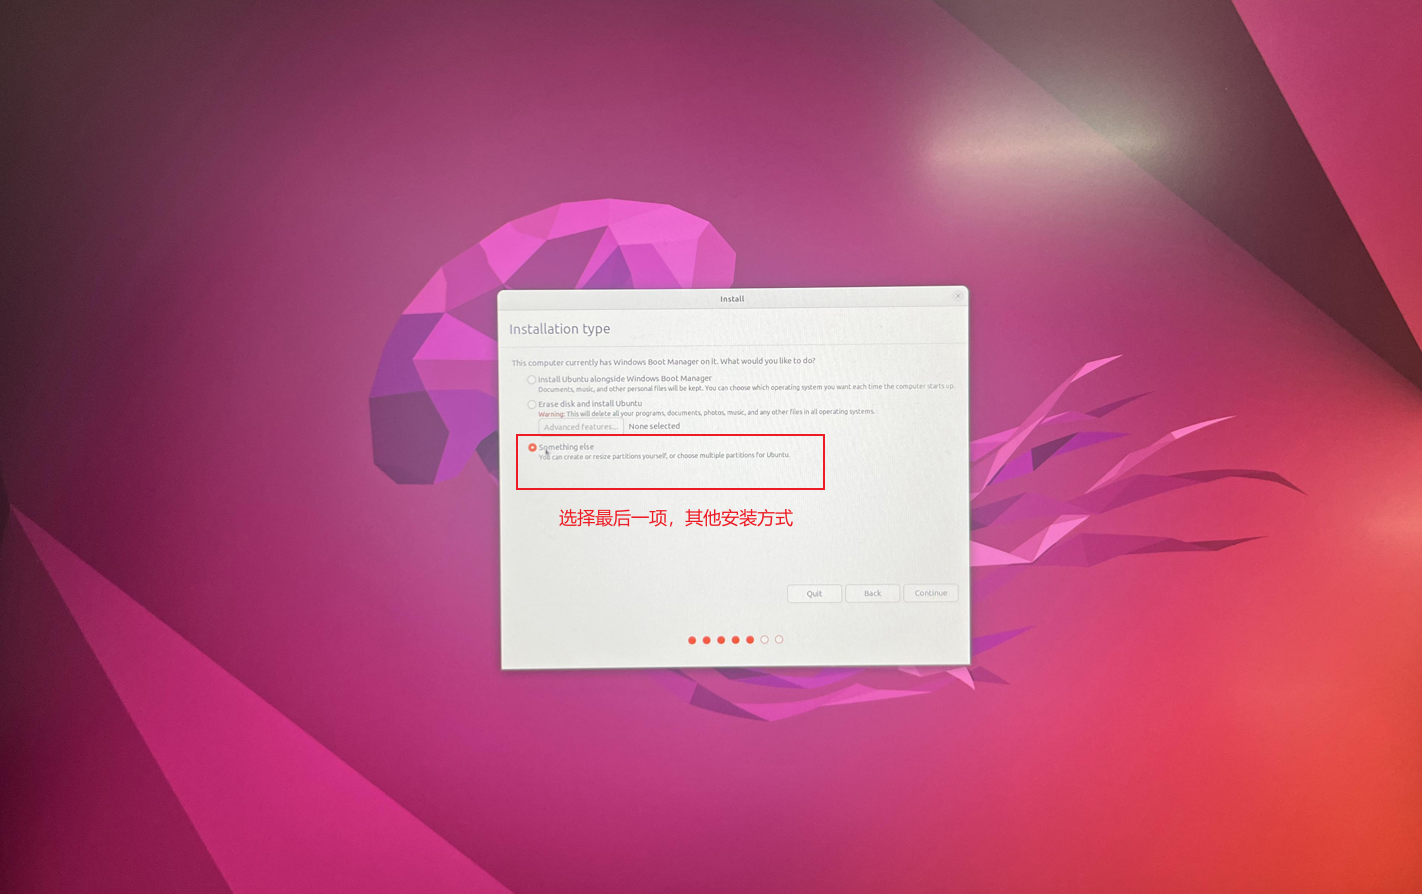 Install
Installation type
This computer currently has Windows Boot Manager on it. What would you like to do?
Install Ubuntu alongside Windows Boot Manager
Documents, music, and other personal files will be kept. You can choose which operating system you want each time the computer starts up.
Erase disk and install Ubuntu
Warning: This will delete all your programs, documents, photos, music, and any other files in all operating systems.
Advanced features... None selected
Something else
You can create or resize partitions yourself, or choose multiple partitions for Ubuntu.
选择最后一项，其他安装方式
Quit Back Continue